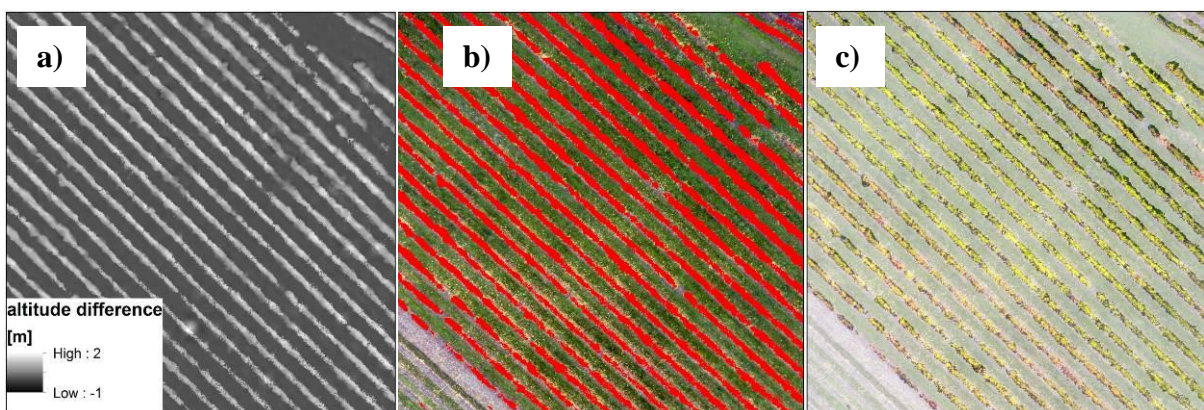 a)
b)
c)
altitude difference
[m]
High : 2
Low : -1